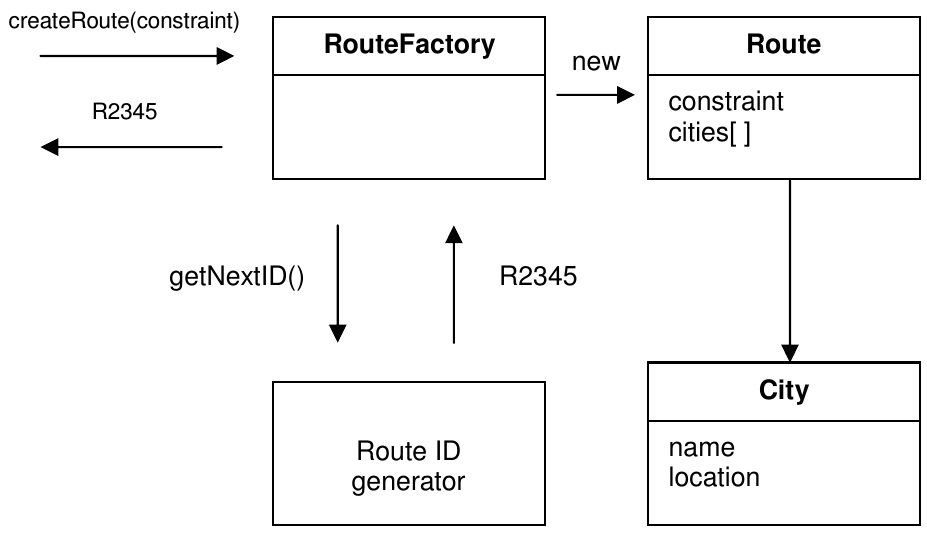 createRoute(constraint)
RouteFactory
new
Route
constraint
cities[ ]
R2345
getNextID()
R2345
Route ID
generator
City
name
location